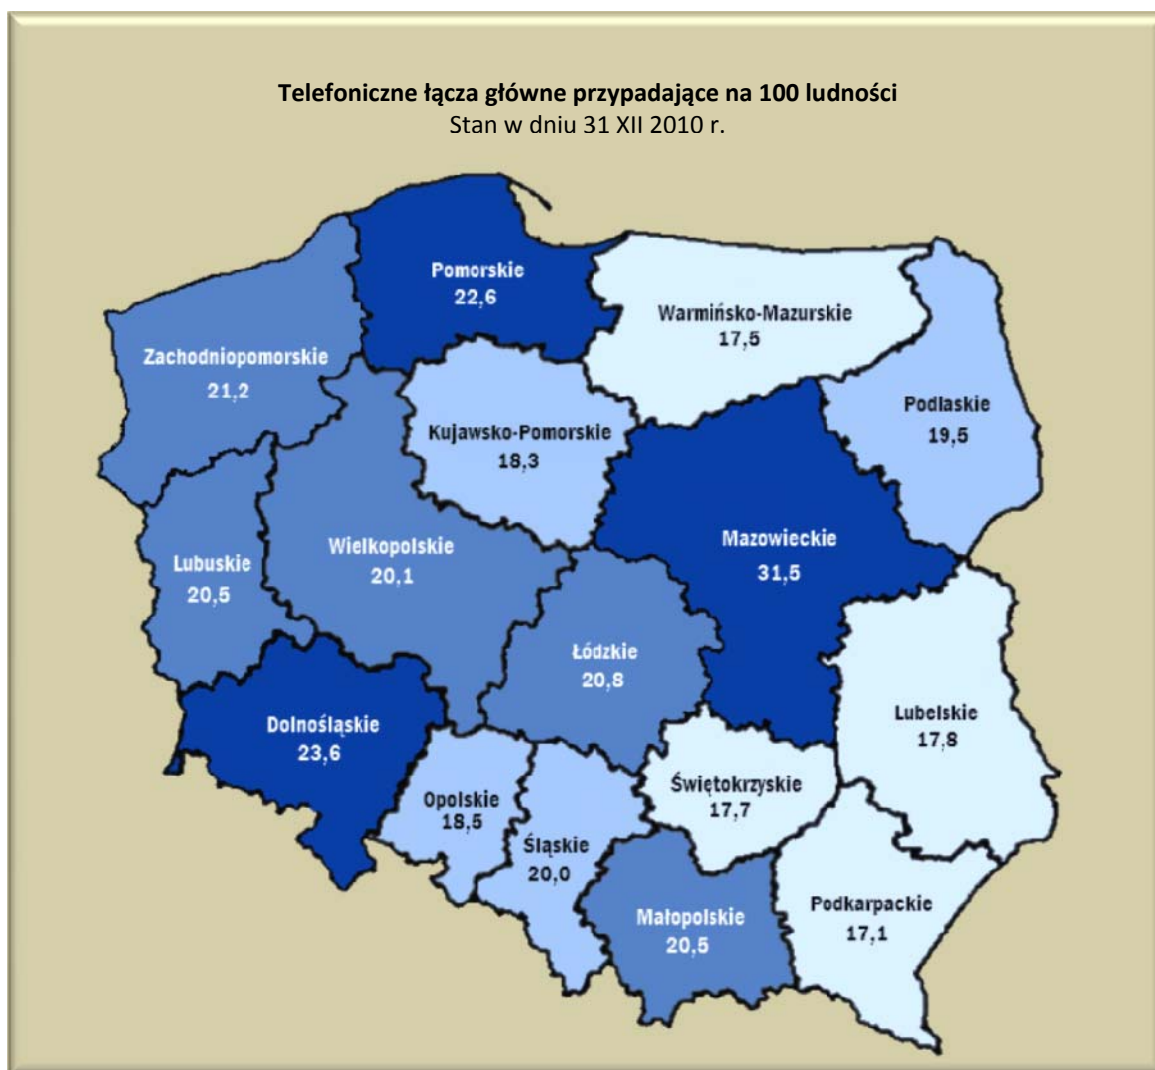 Telefoniczne łącza główne przypadające na 100 ludności
Stan w dniu 31 XII 2010 r.
Pomorskie
22,6
Warmińsko-Mazurskie
17,5
Zachodniopomorskie
21,2
Podlaskie
19,5
Kujawsko-Pomorskie
18,3
Mazowieckie
31,5
Wielkopolskie
20,1
Lubuskie
20,5
Łódzkie
20,8
Lubelskie
17,8
Dolnośląskie
23,6
Świętokrzyskie
17,7
Opolskie
18,5
Śląskie
20,0
Podkarpackie
17,1
Małopolskie
20,5